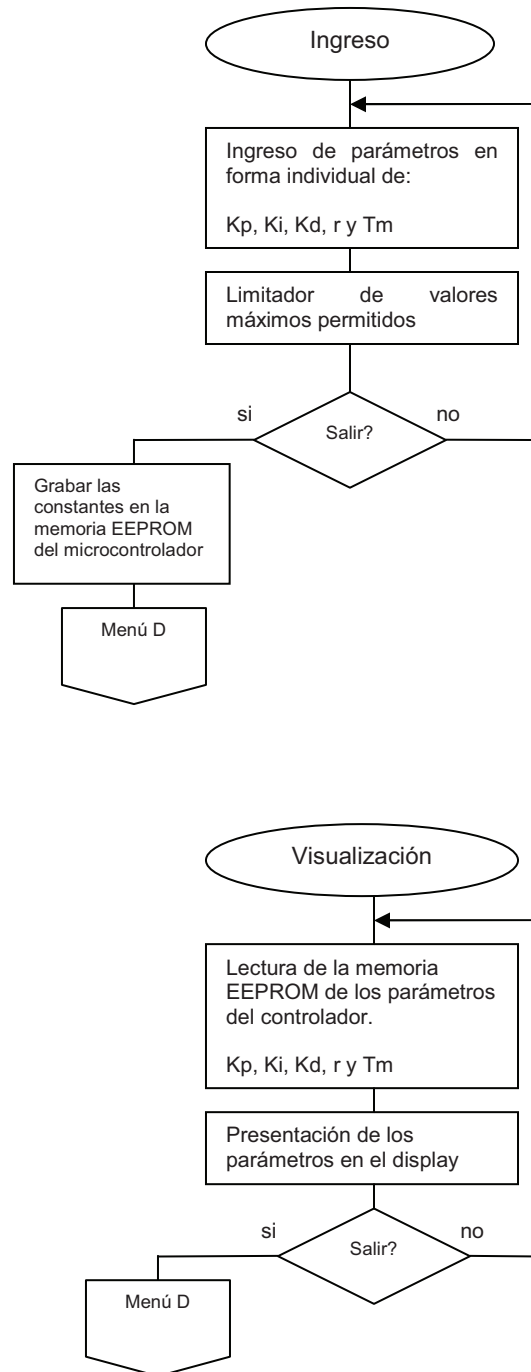 Ingreso
Ingreso de parámetros en
forma individual de:
Kp, Ki, Kd, r y Tm
Limitador de valores
máximos permitidos
si
no
Salir?
Grabar las
constantes en la
memoria EEPROM
del microcontrolador
Menú D
Visualización
Lectura de la memoria
EEPROM de los parámetros
del controlador.
Kp, Ki, Kd, r y Tm
Presentación de los
parámetros en el display
si
no
Salir?
Menú D